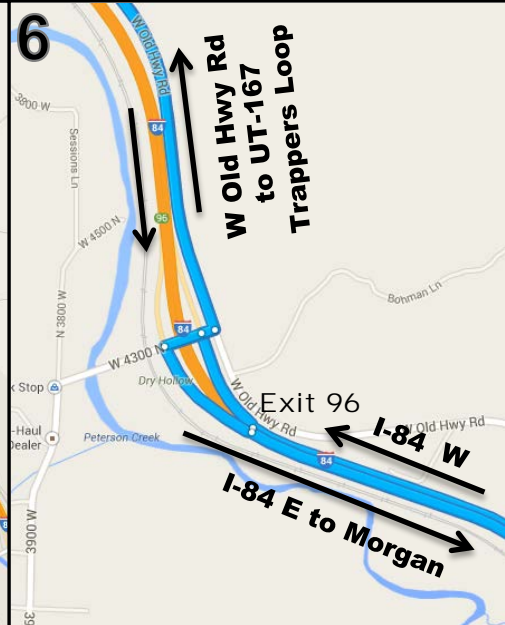 6
W Old Hwy Rd
W Old Hwy Rd
to UT-167
Trappers Loop
3800 W
Sessions Ln
84
96
W 4500 N
N 3800 W
Bohman Ln
84
W 4300 N
Dry Hollow
x Stop
W Old Hwy Rd
Exit 96
-Haul
Dealer
Peterson Creek
W Old Hwy Rd
I-84 W
84
I-84 E to Morgan
3900 W
8